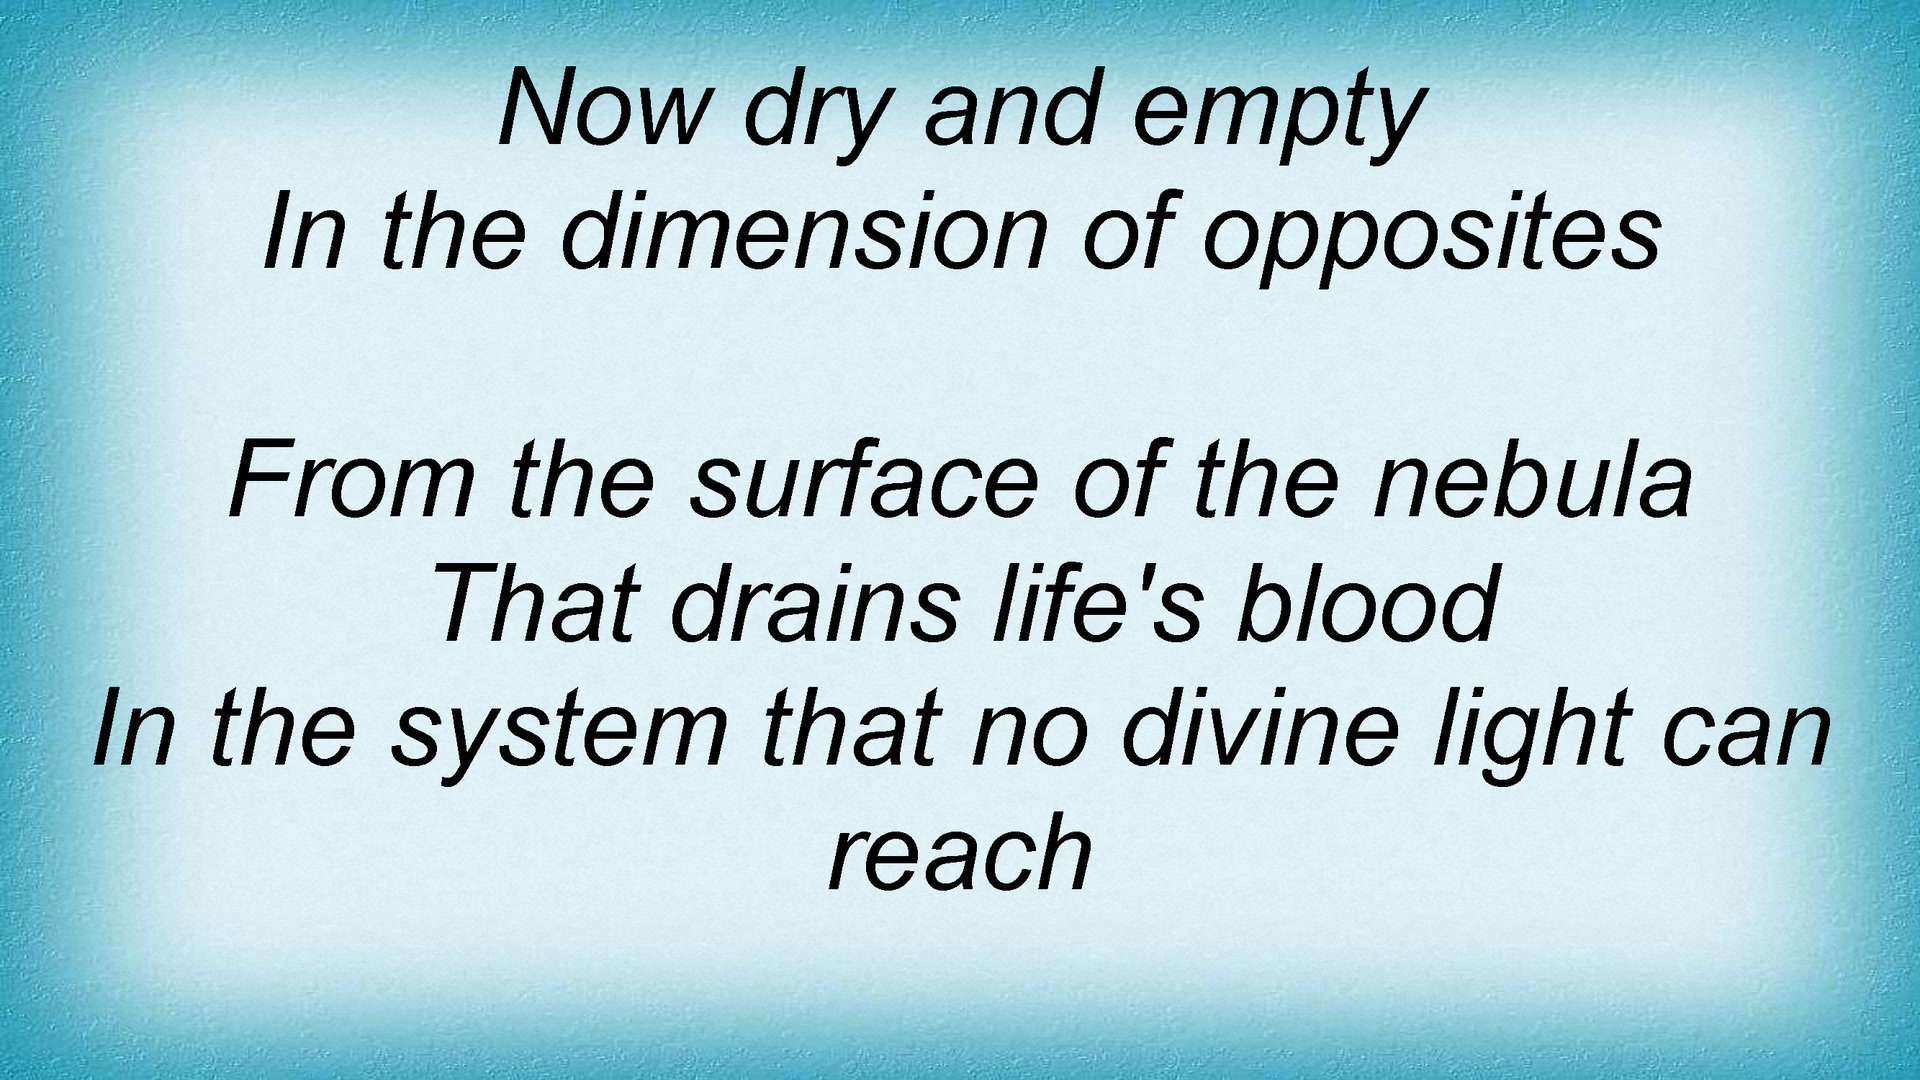 Now dry and empty
In the dimension of opposites
From the surface of the nebula
That drains life's blood
In the system that no divine light can
reach